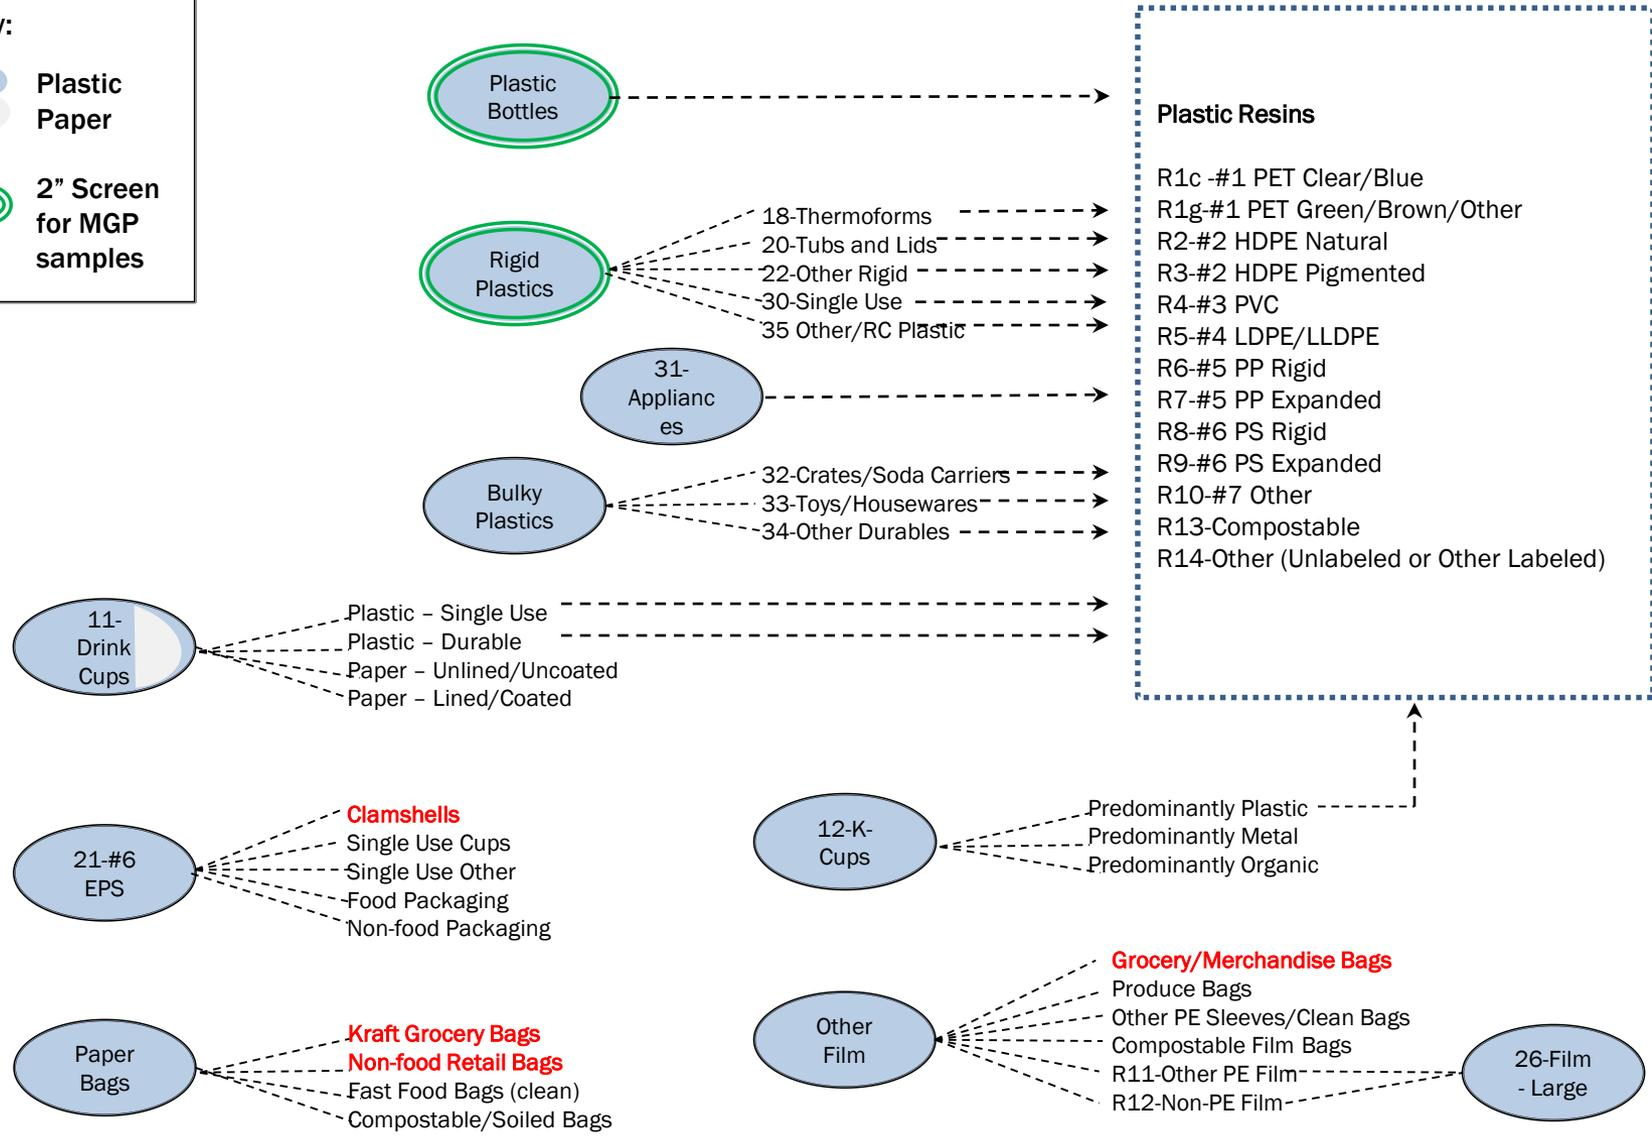 y:
Plastic
Paper
2” Screen
for MGP
samples
Plastic
Bottles
Rigid
Plastics
18-Thermoforms
20-Tubs and Lids
22-Other Rigid
30-Single Use
35 Other/RC Plastic
31-
Applianc
es
Bulky
Plastics
32-Crates/Soda Carriers
33-Toys/Housewares
34-Other Durables
Plastic Resins
R1c -#1 PET Clear/Blue
R1g-#1 PET Green/Brown/Other
R2-#2 HDPE Natural
R3-#2 HDPE Pigmented
R4-#3 PVC
R5-#4 LDPE/LLDPE
R6-#5 PP Rigid
R7-#5 PP Expanded
R8-#6 PS Rigid
R9-#6 PS Expanded
R10-#7 Other
R13-Compostable
R14-Other (Unlabeled or Other Labeled)
11-
Drink
Cups
Plastic – Single Use
Plastic – Durable
Paper – Unlined/Uncoated
Paper – Lined/Coated
21-#6
EPS
Clamshells
Single Use Cups
Single Use Other
Food Packaging
Non-food Packaging
12-K-
Cups
Predominantly Plastic
Predominantly Metal
Predominantly Organic
Paper
Bags
Kraft Grocery Bags
Non-food Retail Bags
Fast Food Bags (clean)
Compostable/Soiled Bags
Other
Film
Grocery/Merchandise Bags
Produce Bags
Other PE Sleeves/Clean Bags
Compostable Film Bags
R11-Other PE Film
R12-Non-PE Film
26-Film
- Large